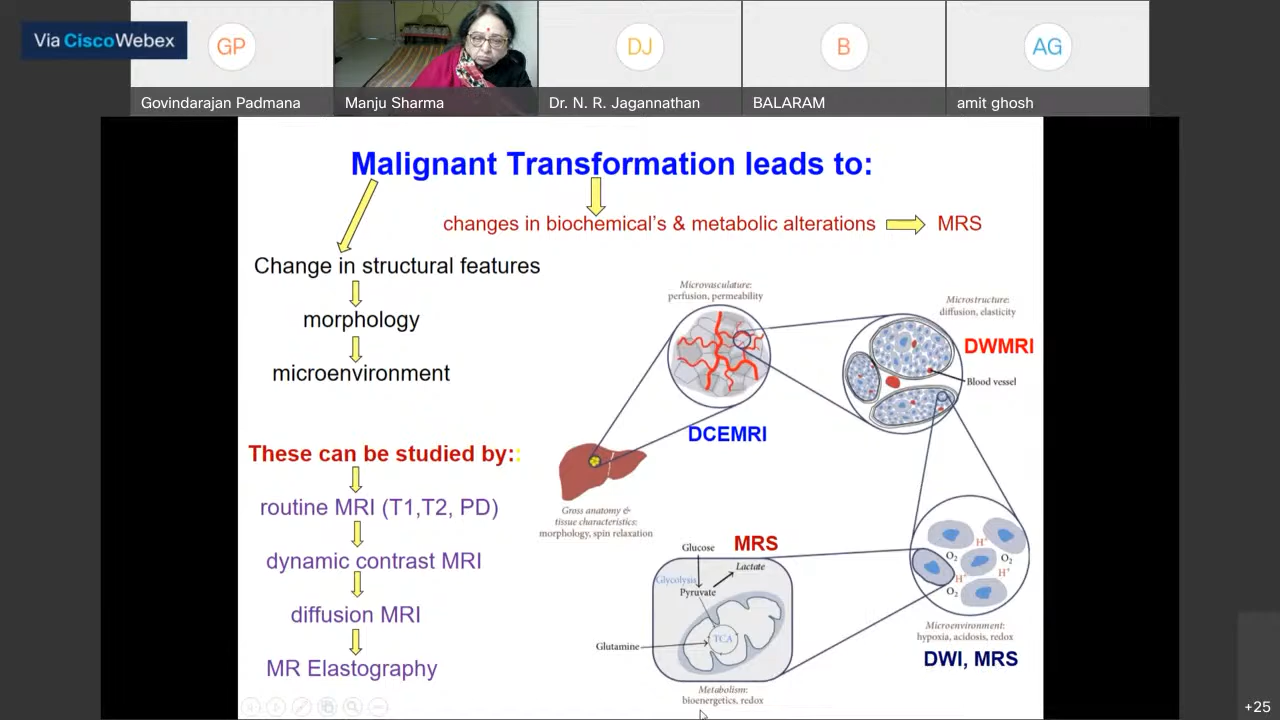 Via CiscoWebex
GP
DJ
B
AG
Govindarajan Padmana
Manju Sharma
Dr. N. R. Jagannathan
BALARAM
amit ghosh
Malignant Transformation leads to:
changes in biochemical's & metabolic alterations
MRS
Change in structural features
morphology
microenvironment
These can be studied by::
routine MRI (T1,T2, PD)
dynamic contrast MRI
diffusion MRI
MR Elastography
Microvasculature:
perfusion, permeability
DCEMRI
Microstructure:
diffusion, elasticity
DWMRI
Blood vessel
Gross anatomy &
tissue characteristics:
morphology, spin relaxation
MRS
Glucose
Lactate
Glycolysis
Pyruvate
TCA
Glutamine
Metabolism:
bioenergetics, redox
H+
O2
O2
H+
H+
O2
Microenvironment:
hypoxia, acidosis, redox
DWI, MRS
+25